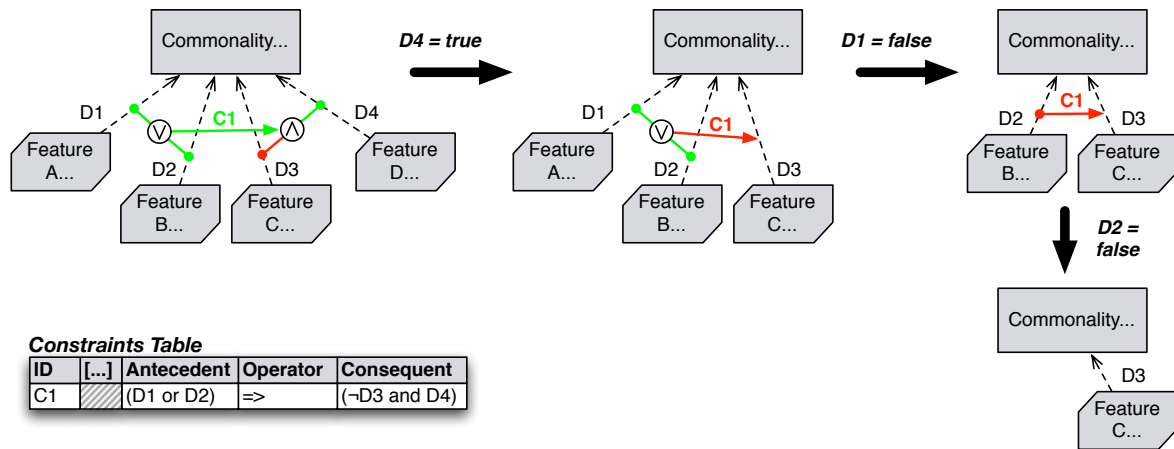 Commonality...
D4 = true
Commonality...
D1 = false
Commonality...
D1
C1
D4
Feature
A...
Feature
D...
D2
D3
Feature
B...
Feature
C...
D1
C1
Feature
A...
D2
D3
Feature
B...
Feature
C...
C1
D2
D3
Feature
B...
Feature
C...
D2 =
false
Commonality...
D3
Feature
C...
Constraints Table
ID [...] Antecedent Operator Consequent
C1 (D1 or D2) => (¬D3 and D4)